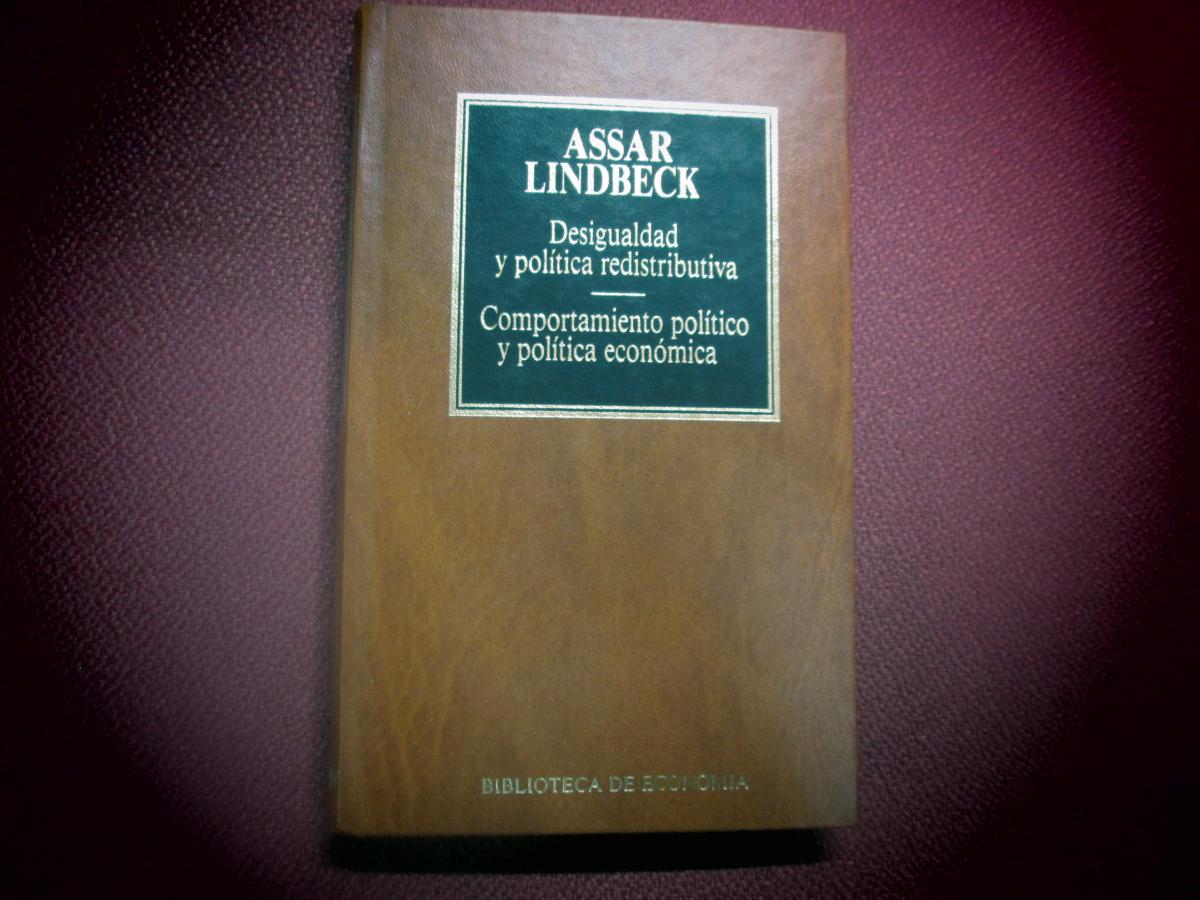 ASSAR
LINDBECK
Desigualdad
y política redistributiva
Comportamiento político
y política económica
BIBLIOTECA DE ECONOMIA